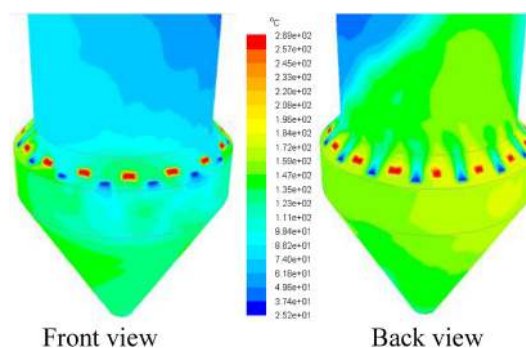 °C
2.69e+02
2.57e+02
2.45e+02
2.33e+02
2.20e+02
2.08e+02
1.96e+02
1.84e+02
1.72e+02
1.59e+02
1.47e+02
1.35e+02
1.23e+02
1.11e+02
9.84e+01
8.62e+01
7.40e+01
6.18e+01
4.96e+01
3.74e+01
2.52e+01
Front view
Back view